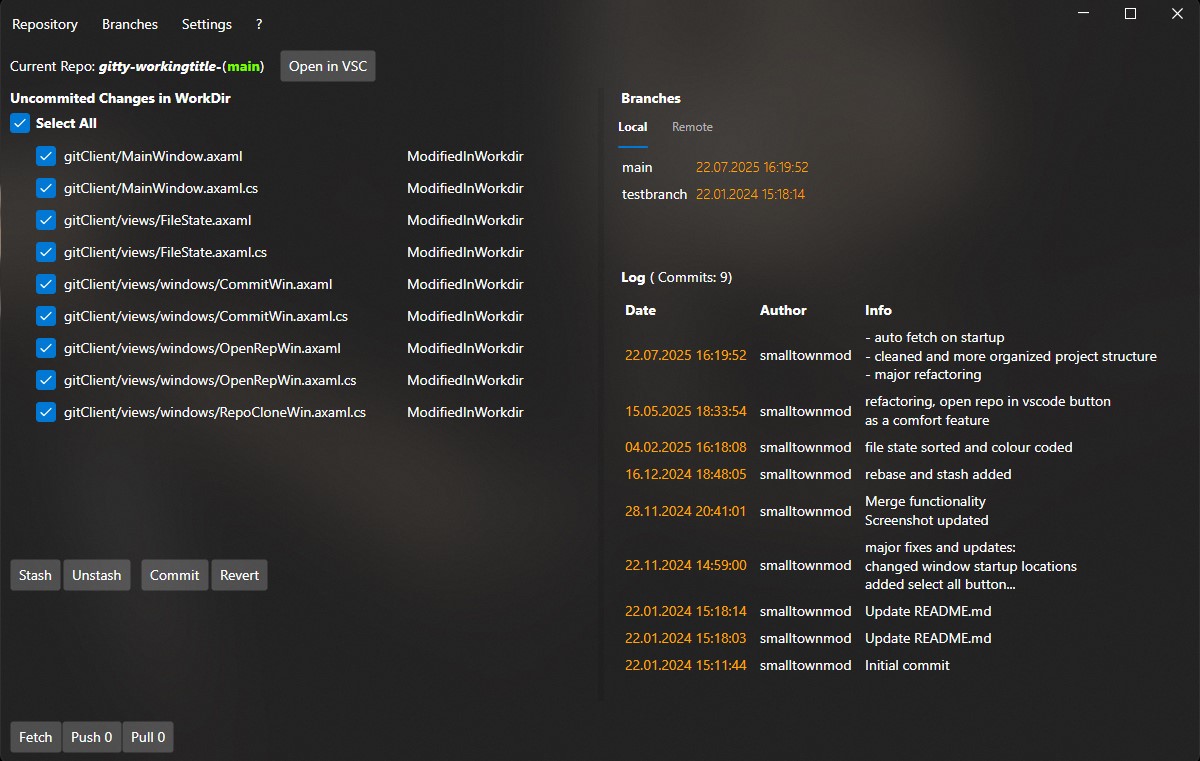 Repository Branches Settings ?
Current Repo: gitty-workingtitle-(main) Open in VSC
Uncommited Changes in WorkDir
Select All
gitClient/MainWindow.axaml ModifiedInWorkdir
gitClient/MainWindow.axaml.cs ModifiedInWorkdir
gitClient/views/FileState.axaml ModifiedInWorkdir
gitClient/views/FileState.axaml.cs ModifiedInWorkdir
gitClient/views/windows/CommitWin.axaml ModifiedInWorkdir
gitClient/views/windows/CommitWin.axaml.cs ModifiedInWorkdir
gitClient/views/windows/OpenRepWin.axaml ModifiedInWorkdir
gitClient/views/windows/OpenRepWin.axaml.cs ModifiedInWorkdir
gitClient/views/windows/RepoCloneWin.axaml.cs ModifiedInWorkdir
Stash Unstash Commit Revert
Fetch Push 0 Pull 0
Branches
Local Remote
main 22.07.2025 16:19:52
testbranch 22.01.2024 15:18:14
Log ( Commits: 9)
Date Author Info
22.07.2025 16:19:52 smalltownmod - auto fetch on startup
- cleaned and more organized project structure
- major refactoring
15.05.2025 18:33:54 smalltownmod refactoring, open repo in vscode button
as a comfort feature
04.02.2025 16:18:08 smalltownmod file state sorted and colour coded
16.12.2024 18:48:05 smalltownmod rebase and stash added
28.11.2024 20:41:01 smalltownmod Merge functionality
Screenshot updated
22.11.2024 14:59:00 smalltownmod major fixes and updates:
changed window startup locations
added select all button...
22.01.2024 15:18:14 smalltownmod Update README.md
22.01.2024 15:18:03 smalltownmod Update README.md
22.01.2024 15:11:44 smalltownmod Initial commit